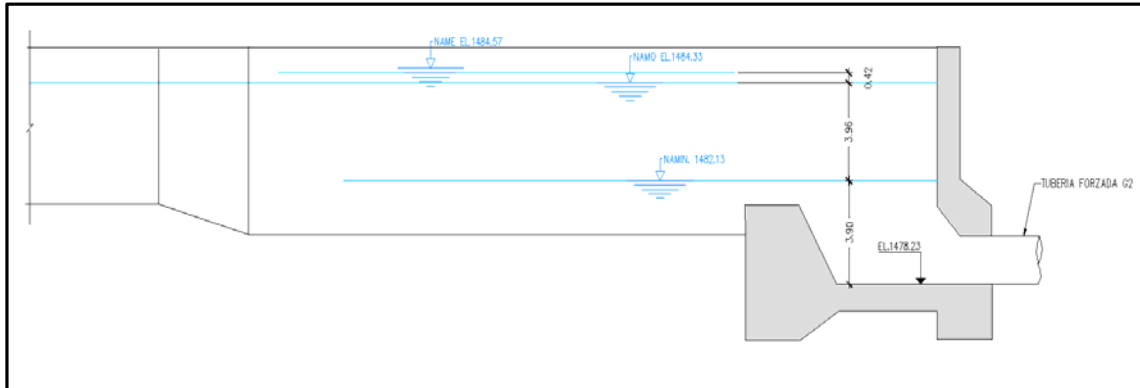 NAME EL.1484.57
NAMO EL.1484.33
0.42
3.96
NAMIN. 1482.13
TUBERIA FORZADA G2
3.90
EL.1478.23